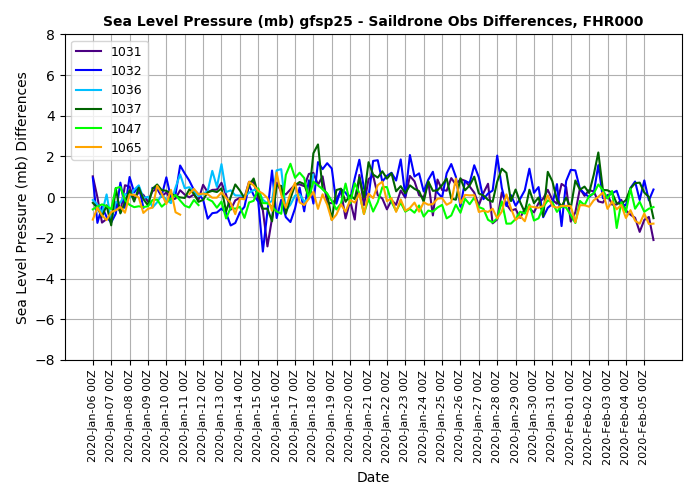 Sea Level Pressure (mb) gfsp25 - Saildrone Obs Differences, FHR000
Sea Level Pressure (mb) Differences
8
6
4
2
0
−2
−4
−6
−8
1031
1032
1036
1037
1047
1065
2020-Jan-06 00Z
2020-Jan-07 00Z
2020-Jan-08 00Z
2020-Jan-09 00Z
2020-Jan-10 00Z
2020-Jan-11 00Z
2020-Jan-12 00Z
2020-Jan-13 00Z
2020-Jan-14 00Z
2020-Jan-15 00Z
2020-Jan-16 00Z
2020-Jan-17 00Z
2020-Jan-18 00Z
2020-Jan-19 00Z
2020-Jan-20 00Z
2020-Jan-21 00Z
2020-Jan-22 00Z
2020-Jan-23 00Z
2020-Jan-24 00Z
2020-Jan-25 00Z
2020-Jan-26 00Z
2020-Jan-27 00Z
2020-Jan-28 00Z
2020-Jan-29 00Z
2020-Jan-30 00Z
2020-Jan-31 00Z
2020-Feb-01 00Z
2020-Feb-02 00Z
2020-Feb-03 00Z
2020-Feb-04 00Z
2020-Feb-05 00Z
Date